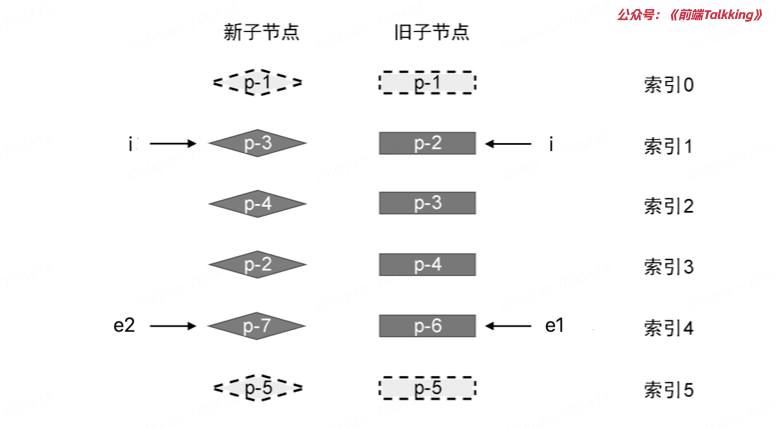 公众号：《前端Talkking》
新子节点 旧子节点
p-1 p-1 索引0
i p-3 p-2 i 索引1
p-4 p-3 索引2
p-2 p-4 索引3
e2 p-7 p-6 e1 索引4
p-5 p-5 索引5